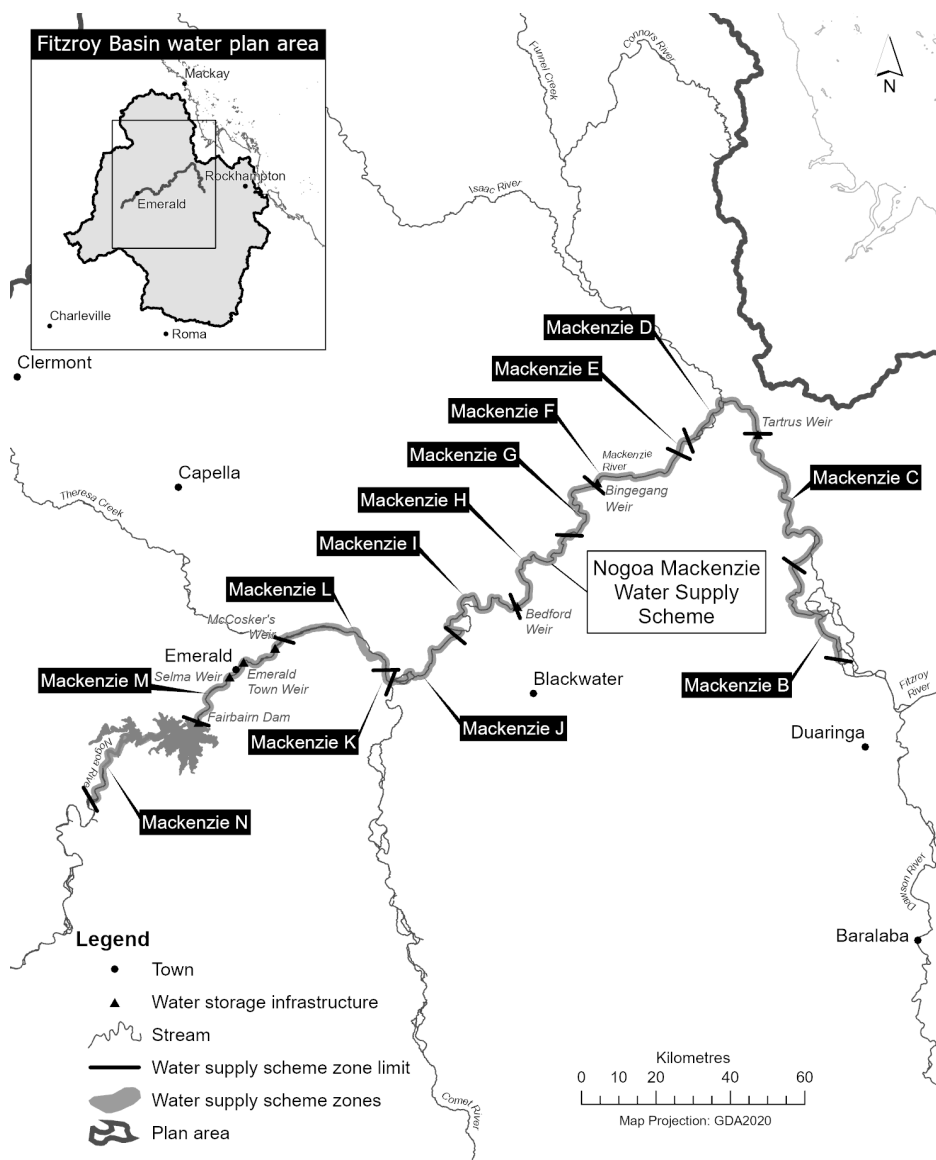 Fitzroy Basin water plan area
Mackay
Rockhampton
Emerald
Charleville
Roma
Funnel Creek
Connors River
N
Isaac River
Clermont
Mackenzie D
Mackenzie E
Mackenzie F
Tartrus Weir
Mackenzie G
Mackenzie
River
Capella
Mackenzie C
Bingegang
Weir
Theresa Creek
Mackenzie H
Mackenzie I
Nogoa Mackenzie
Water Supply
Scheme
Mackenzie L
McCosker's
Weir
Bedford
Weir
Emerald
Selma Weir
Emerald
Town Weir
Mackenzie M
Blackwater
Mackenzie B
Fitzroy
River
Fairbairn Dam
Mackenzie K
Mackenzie J
Duaringa
Nogoa River
Mackenzie N
Dawson River
Baralaba
Legend
Town
Water storage infrastructure
Stream
Water supply scheme zone limit
Water supply scheme zones
Plan area
Comet River
Kilometres
0 10 20 40 60
Map Projection: GDA2020